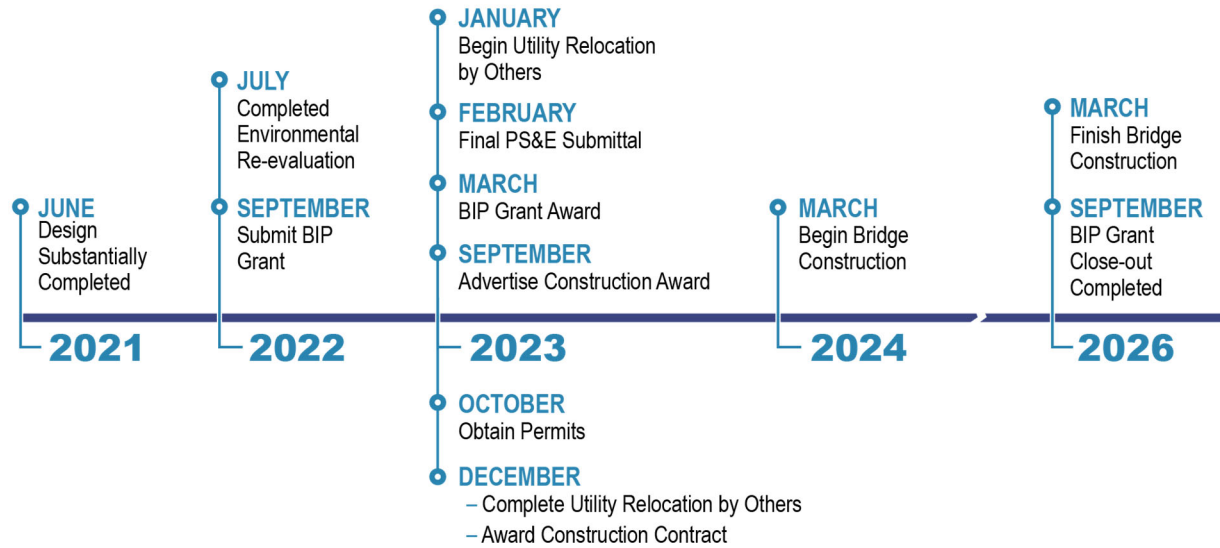 JUNE
Design
Substantially
Completed
2021
JULY
Completed
Environmental
Re-evaluation
SEPTEMBER
Submit BIP
Grant
2022
JANUARY
Begin Utility Relocation
by Others
FEBRUARY
Final PS&E Submittal
MARCH
BIP Grant Award
SEPTEMBER
Advertise Construction Award
2023
OCTOBER
Obtain Permits
DECEMBER
– Complete Utility Relocation by Others
– Award Construction Contract
MARCH
Begin Bridge
Construction
2024
MARCH
Finish Bridge
Construction
SEPTEMBER
BIP Grant
Close-out
Completed
2026